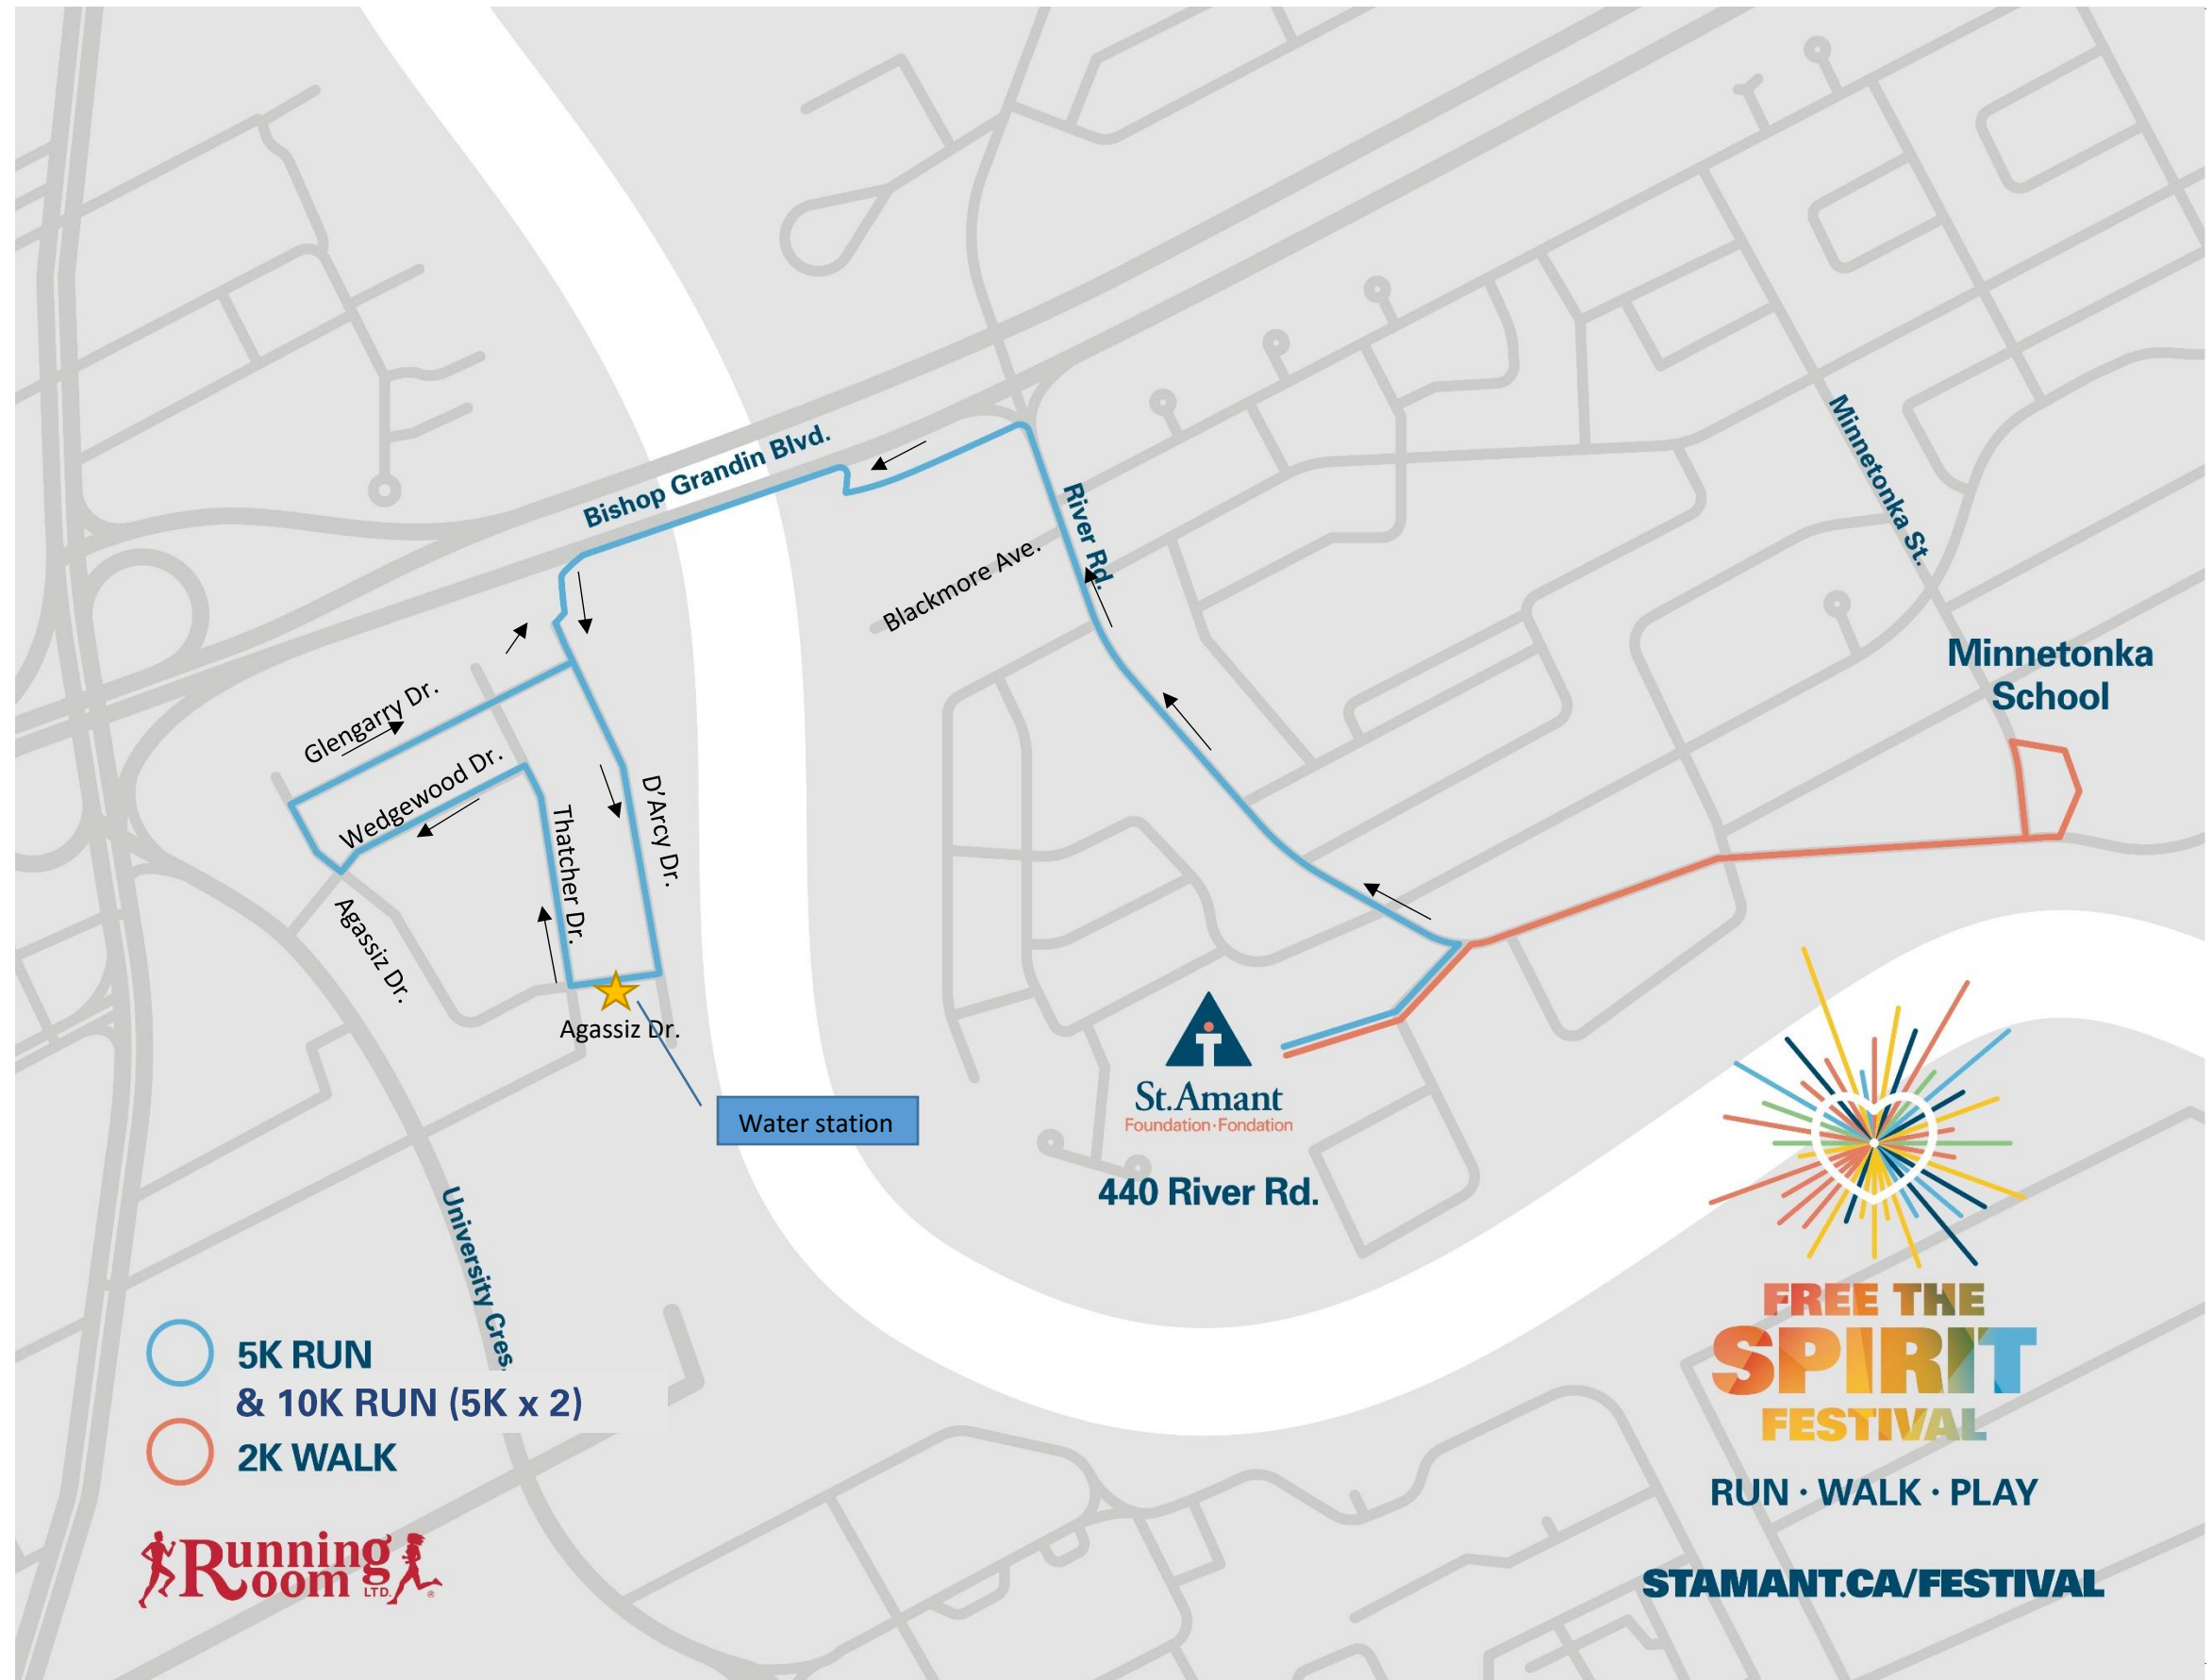 Bishop Grandin Blvd.
River Rd.
Blackmore Ave.
Minnetonka St.
Minnetonka
School
Glengarry Dr.
Wedgewood Dr.
Thatcher Dr.
D'Arcy Dr.
Agassiz Dr.
Agassiz Dr.
Water station
St.Amant
Foundation·Fondation
440 River Rd.
University Cres.
5K RUN
& 10K RUN (5K x 2)
2K WALK
Running
Room
LTD.
®
FREE THE
SPIRIT
FESTIVAL
RUN · WALK · PLAY
STAMANT.CA/FESTIVAL